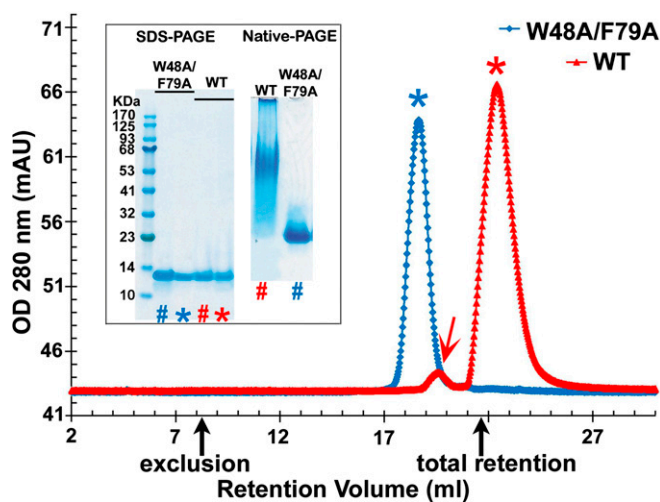 71
66
61
56
51
46
41
OD 280 nm (mAU)
SDS-PAGE
W48A/
F79A
WT
KDa
170
125
93
68
53
41
32
23
14
10
# * # *
Native-PAGE
WT
W48A/
F79A
# #
* *
W48A/F79A
WT
2 7 12 17 22 27
exclusion
total retention
Retention Volume (ml)